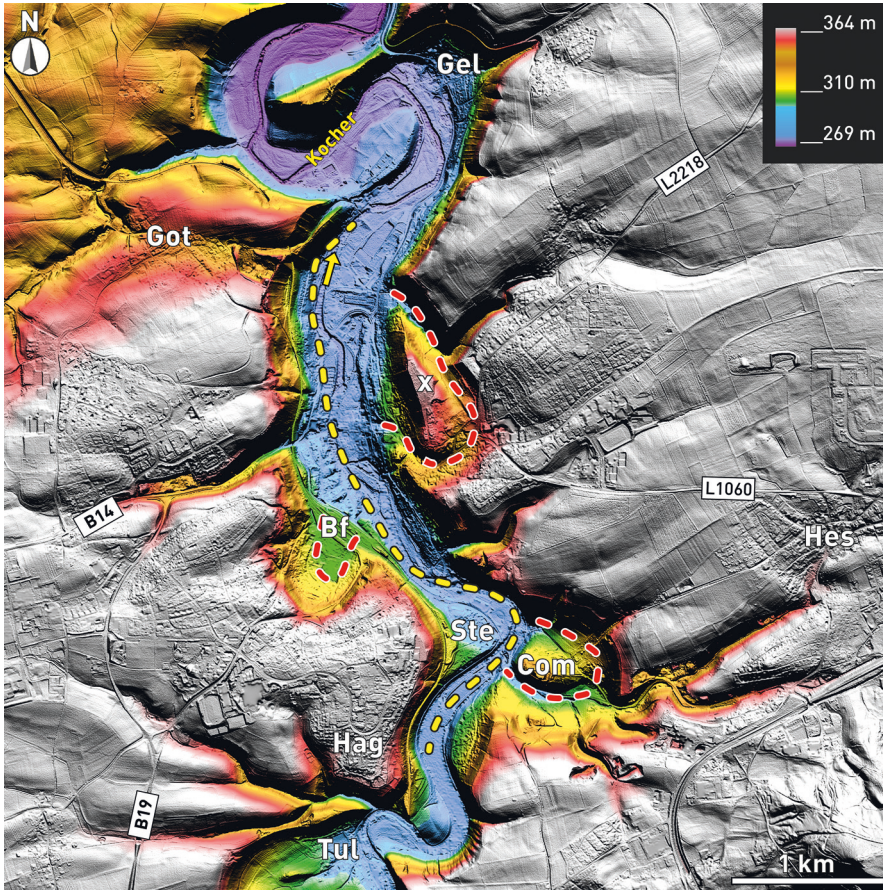 N
364 m
310 m
269 m
Gel
Kocher
L2218
Got
x
B14
L1060
Bf
Hes
Ste
Com
Hag
B19
Tul
1 km